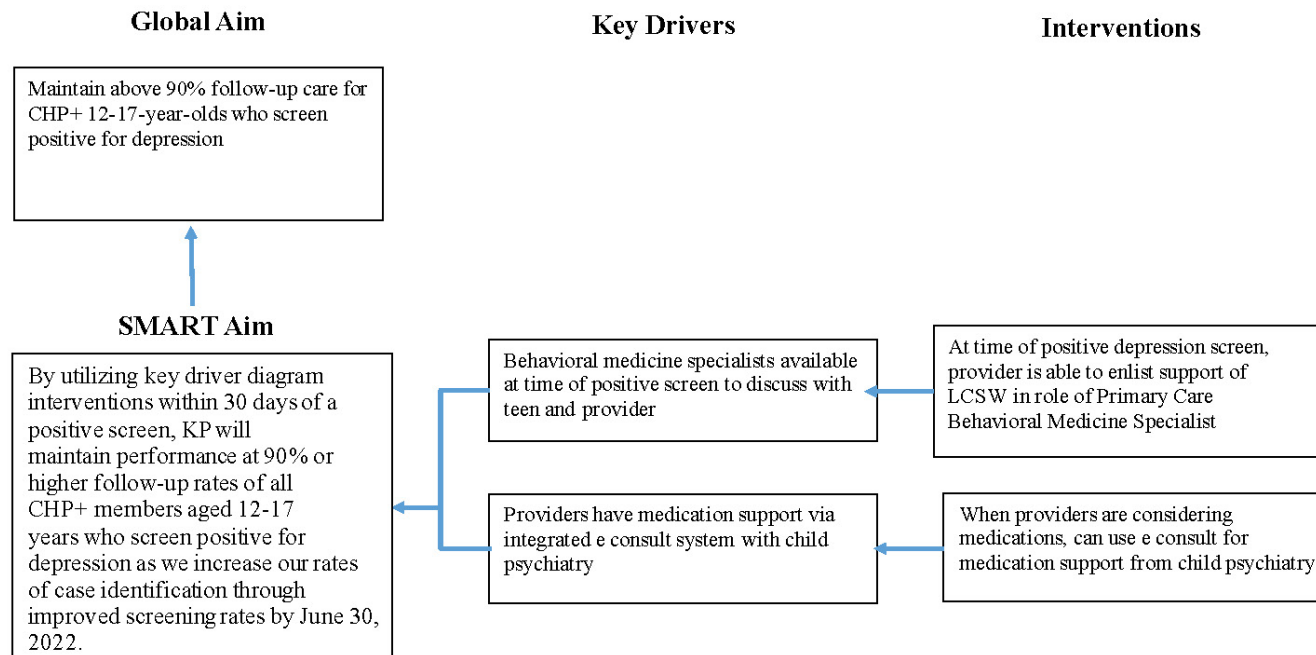 Global Aim
Key Drivers
Interventions
Maintain above 90% follow-up care for
CHP+ 12-17-year-olds who screen
positive for depression
SMART Aim
By utilizing key driver diagram
interventions within 30 days of a
positive screen, KP will
maintain performance at 90% or
higher follow-up rates of all
CHP+ members aged 12-17
years who screen positive for
depression as we increase our rates
of case identification through
improved screening rates by June 30,
2022.
Behavioral medicine specialists available
at time of positive screen to discuss with
teen and provider
At time of positive depression screen,
provider is able to enlist support of
LCSW in role of Primary Care
Behavioral Medicine Specialist
Providers have medication support via
integrated e consult system with child
psychiatry
When providers are considering
medications, can use e consult for
medication support from child psychiatry